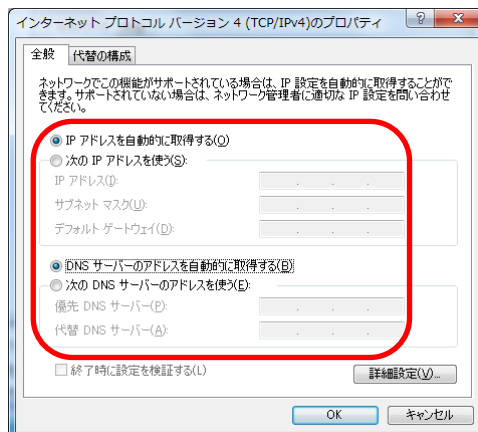 インターネット プロトコル バージョン 4 (TCP/IPv4)のプロパティ
全般
代替の構成
ネットワークでこの機能がサポートされている場合は、IP 設定を自動的に取得することがで
きます。サポートされていない場合は、ネットワーク管理者に適切な IP 設定を問い合わせ
てください。
IP アドレスを自動的に取得する(O)
次の IP アドレスを使う(S):
IP アドレス(I):
サブネット マスク(U):
デフォルト ゲートウェイ(D):
DNS サーバーのアドレスを自動的に取得する(B)
次の DNS サーバーのアドレスを使う(E):
優先 DNS サーバー(P):
代替 DNS サーバー(A):
終了時に設定を検証する(L)
詳細設定(V)...
OK
キャンセル